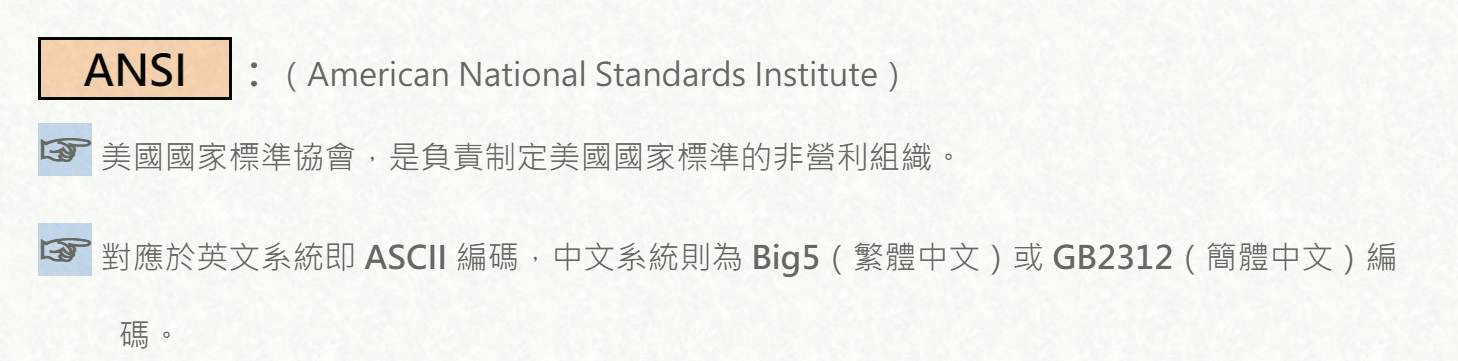 ANSI：（American National Standards Institute）
☞ 美國國家標準協會，是負責制定美國國家標準的非營利組織。
☞ 對應於英文系統即 ASCII 編碼，中文系統則為 Big5（繁體中文）或 GB2312（簡體中文）編
碼。